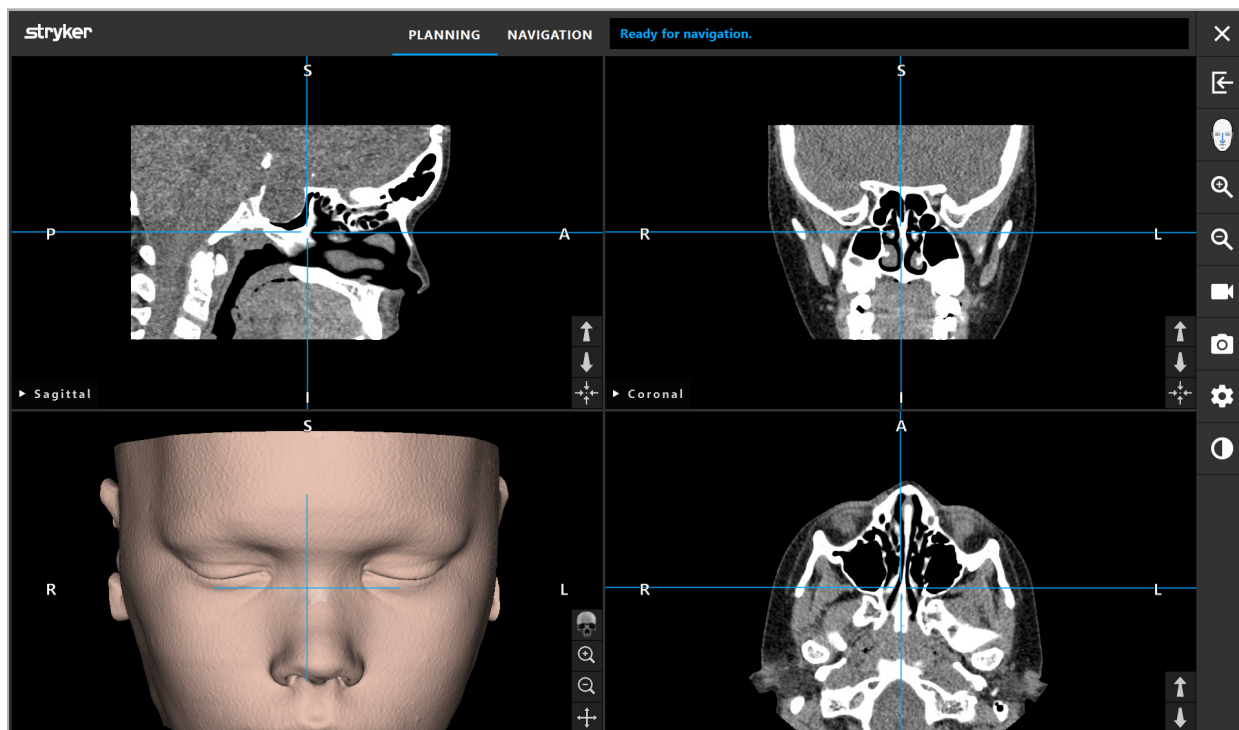 stryker
PLANNING NAVIGATION Ready for navigation.
S
P A
I
Sagittal
S
R L
I
Coronal
S
R L
A
R L